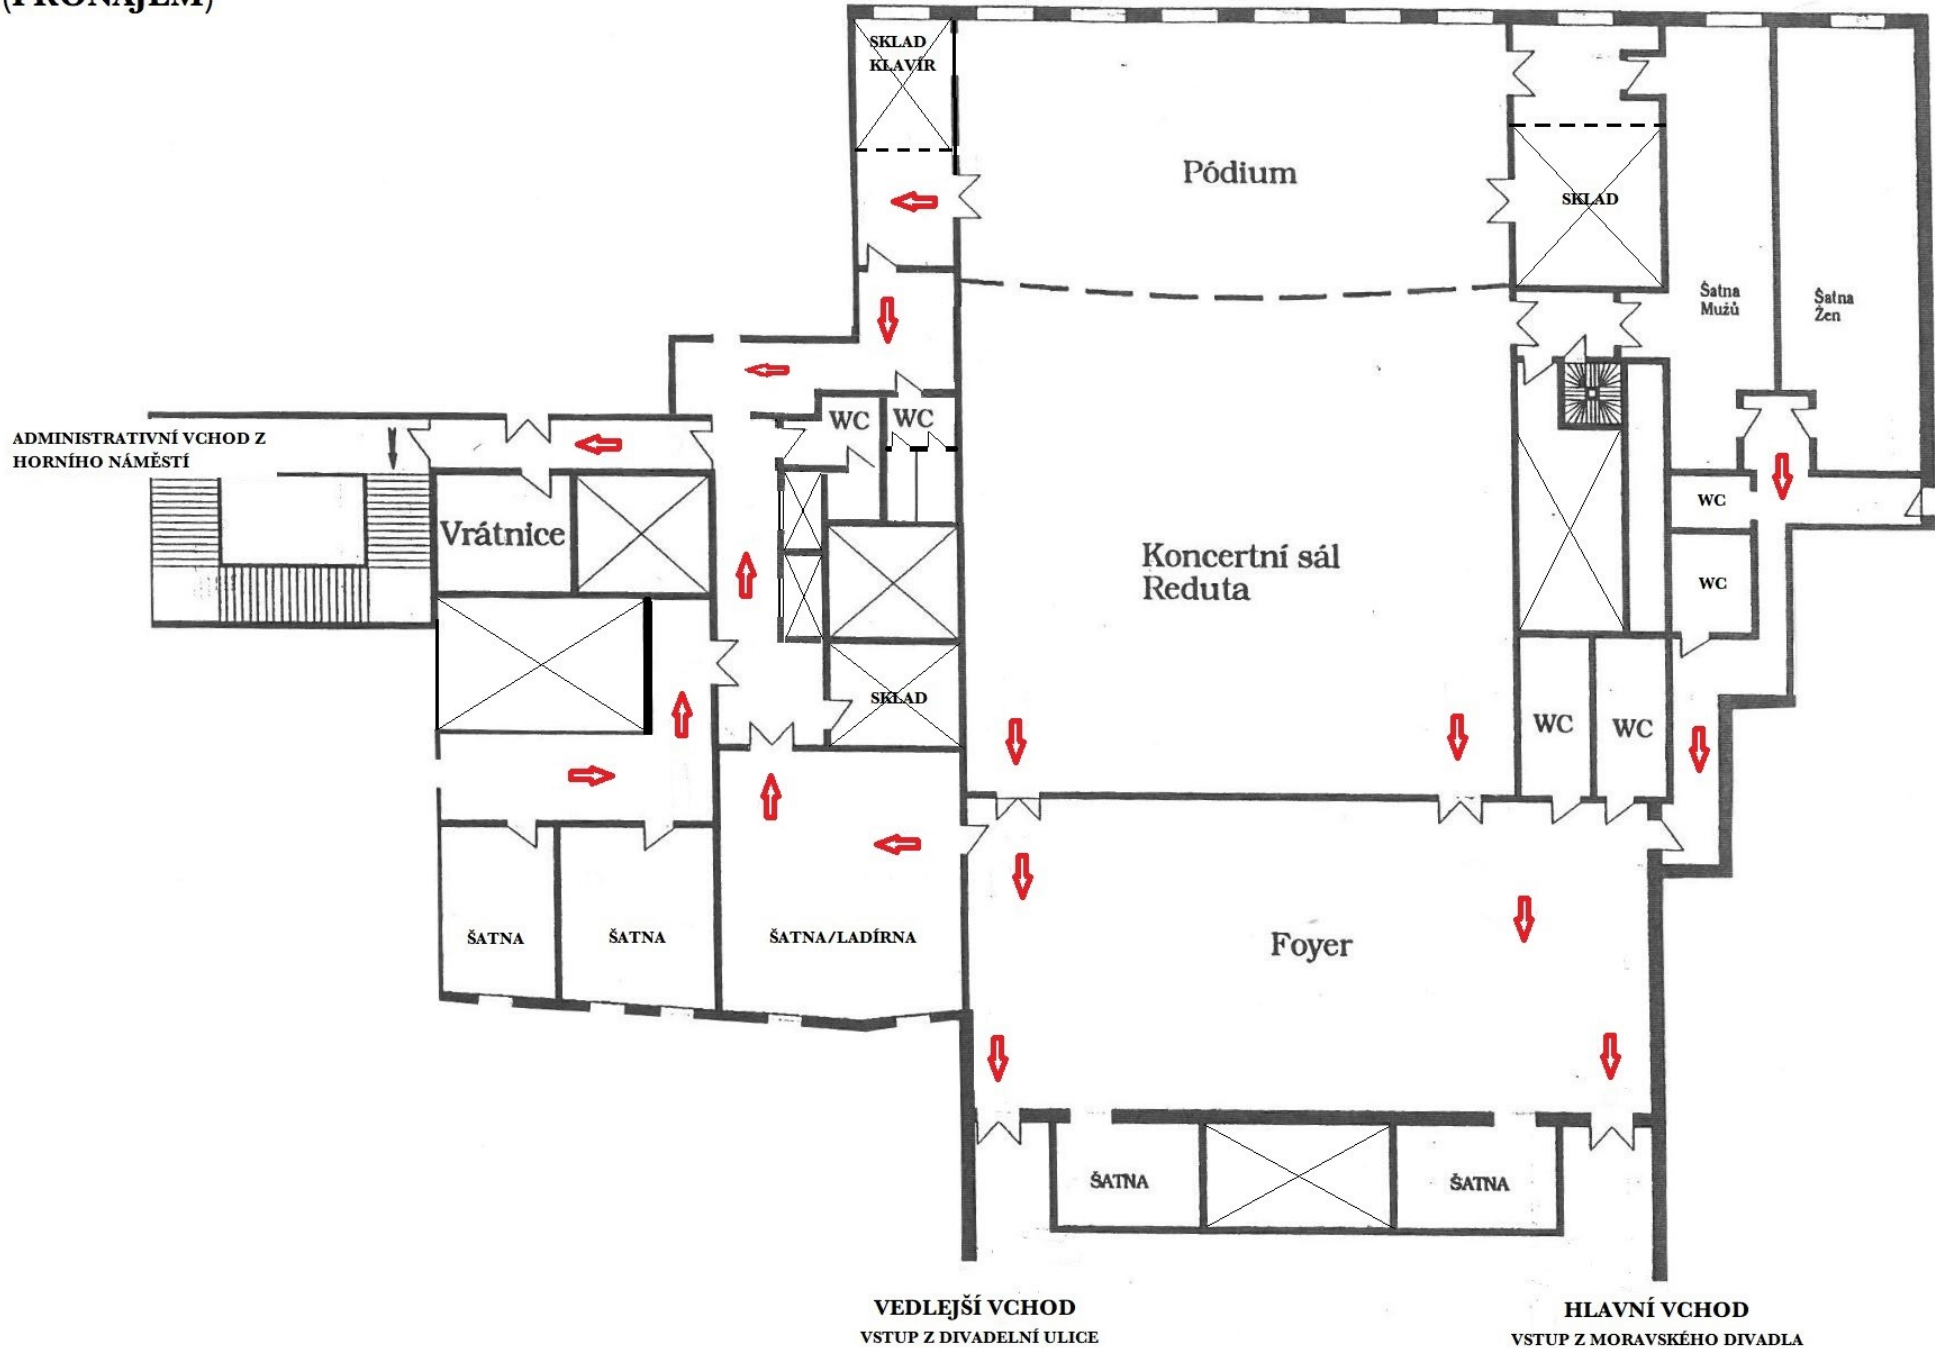 (PRONÁJEM)
SKLAD
KLAVÍR
Pódium
SKLAD
Šatna
Mužů
Šatna
Žen
ADMINISTRATIVNÍ VCHOD Z
HORNÍHO NÁMĚSTÍ
WC
WC
Vrátnice
WC
Koncertní sál
Reduta
WC
SKLAD
WC
WC
ŠATNA
ŠATNA
ŠATNA/LADÍRNA
Foyer
ŠATNA
ŠATNA
VEDLEJŠÍ VCHOD
VSTUP Z DIVADELNÍ ULICE
HLAVNÍ VCHOD
VSTUP Z MORAVSKÉHO DIVADLA